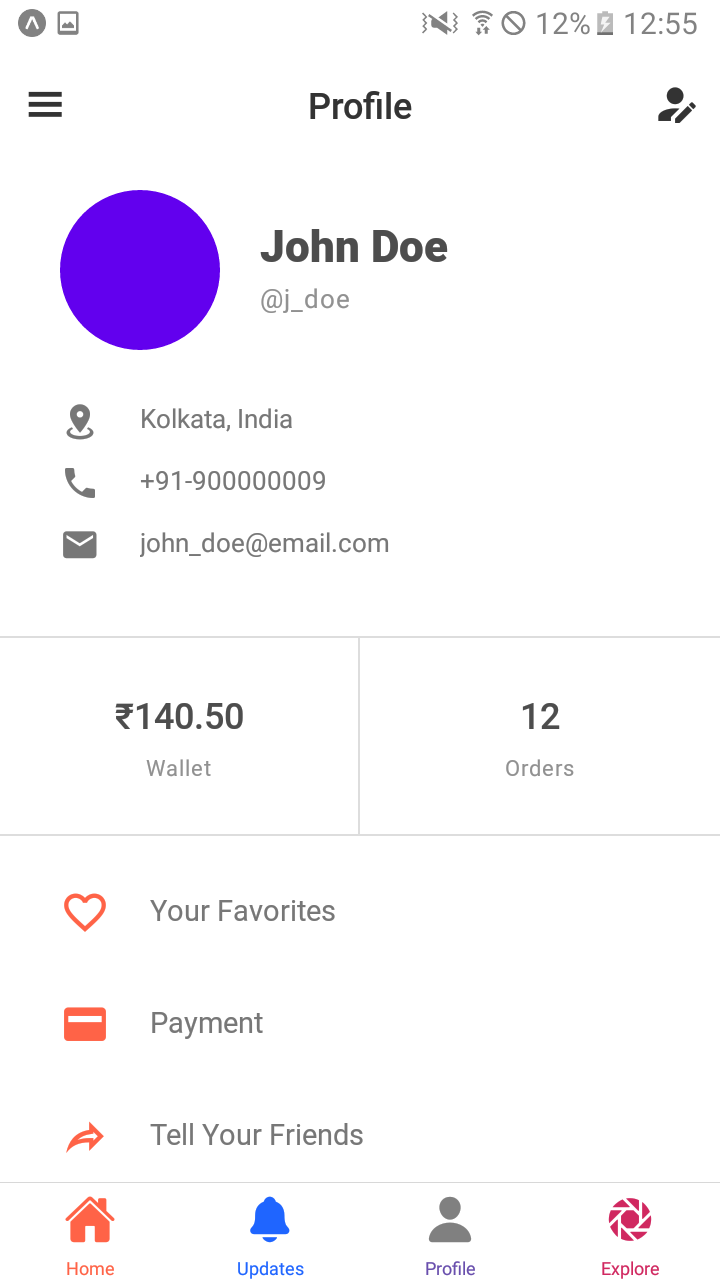 12% 12:55
Profile
John Doe
@j_doe
Kolkata, India
+91-900000009
john_doe@email.com
₹140.50
Wallet
12
Orders
Your Favorites
Payment
Tell Your Friends
Home Updates Profile Explore